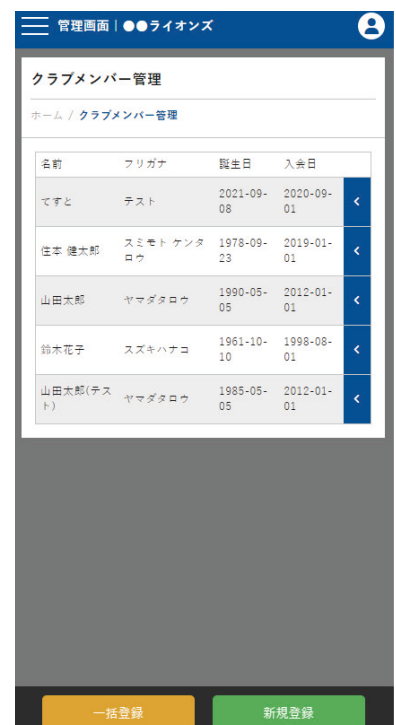 管理画面 | ●●ライオンズ
クラブメンバー管理
ホーム / クラブメンバー管理
名前 フリガナ 誕生日 入会日
てすと テスト 2021-09-08 2020-09-01
住本 健太郎 スミモト ケンタロウ 1978-09-23 2019-01-01
山田太郎 ヤマダタロウ 1990-05-05 2012-01-01
鈴木花子 スズキハナコ 1961-10-10 1998-08-01
山田太郎(テスト) ヤマダタロウ 1985-05-05 2012-01-01
一括登録 新規登録